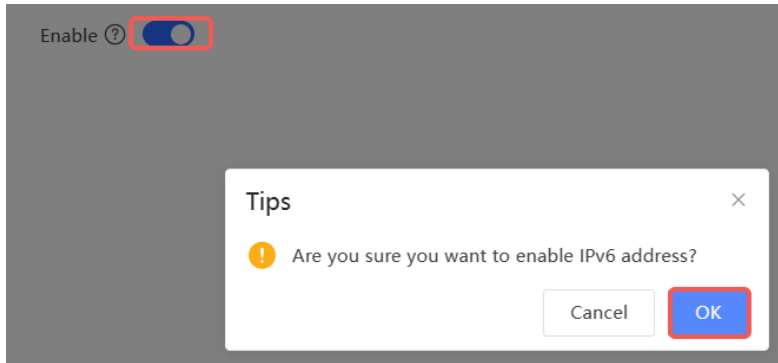 Enable ?
Tips
! Are you sure you want to enable IPv6 address?
Cancel OK